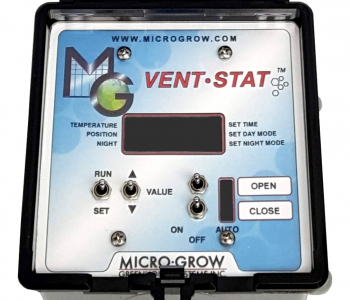 WWW.MICROGROW.COM
MG VENT•STAT™
TEMPERATURE SET TIME
POSITION SET DAY MODE
NIGHT SET NIGHT MODE
RUN ▲ OPEN
VALUE
SET ▼ CLOSE
ON AUTO
OFF
MICRO•GROW